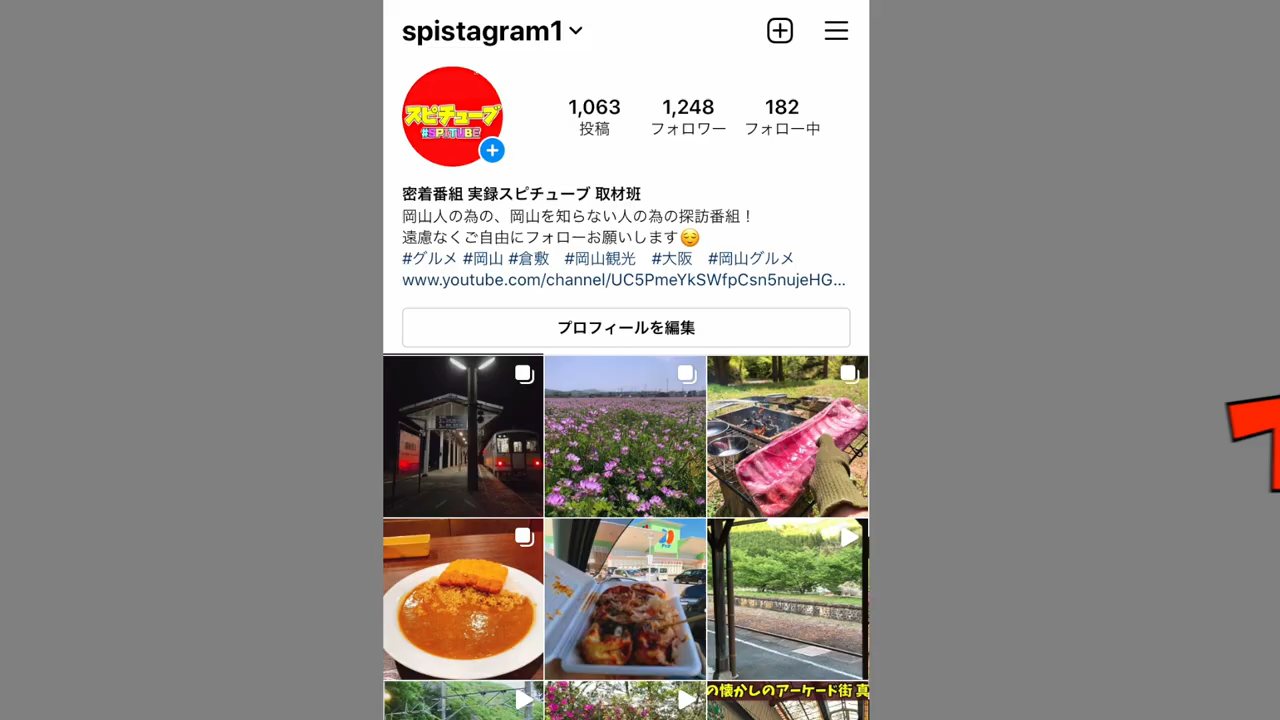 spistagram1
スピチューブ
#SPITUBE
1,063
1,248
182
投稿
フォロワー
フォロー中
密着番組 実録スピチューブ 取材班
岡山人の為の、岡山を知らない人の為の探訪番組！
遠慮なくご自由にフォローお願いします😌
#グルメ #岡山 #倉敷　#岡山観光　#大阪　#岡山グルメ
www.youtube.com/channel/UC5PmeYkSWfpCsn5nujeHG...
プロフィールを編集
の懐かしのアーケード街 真